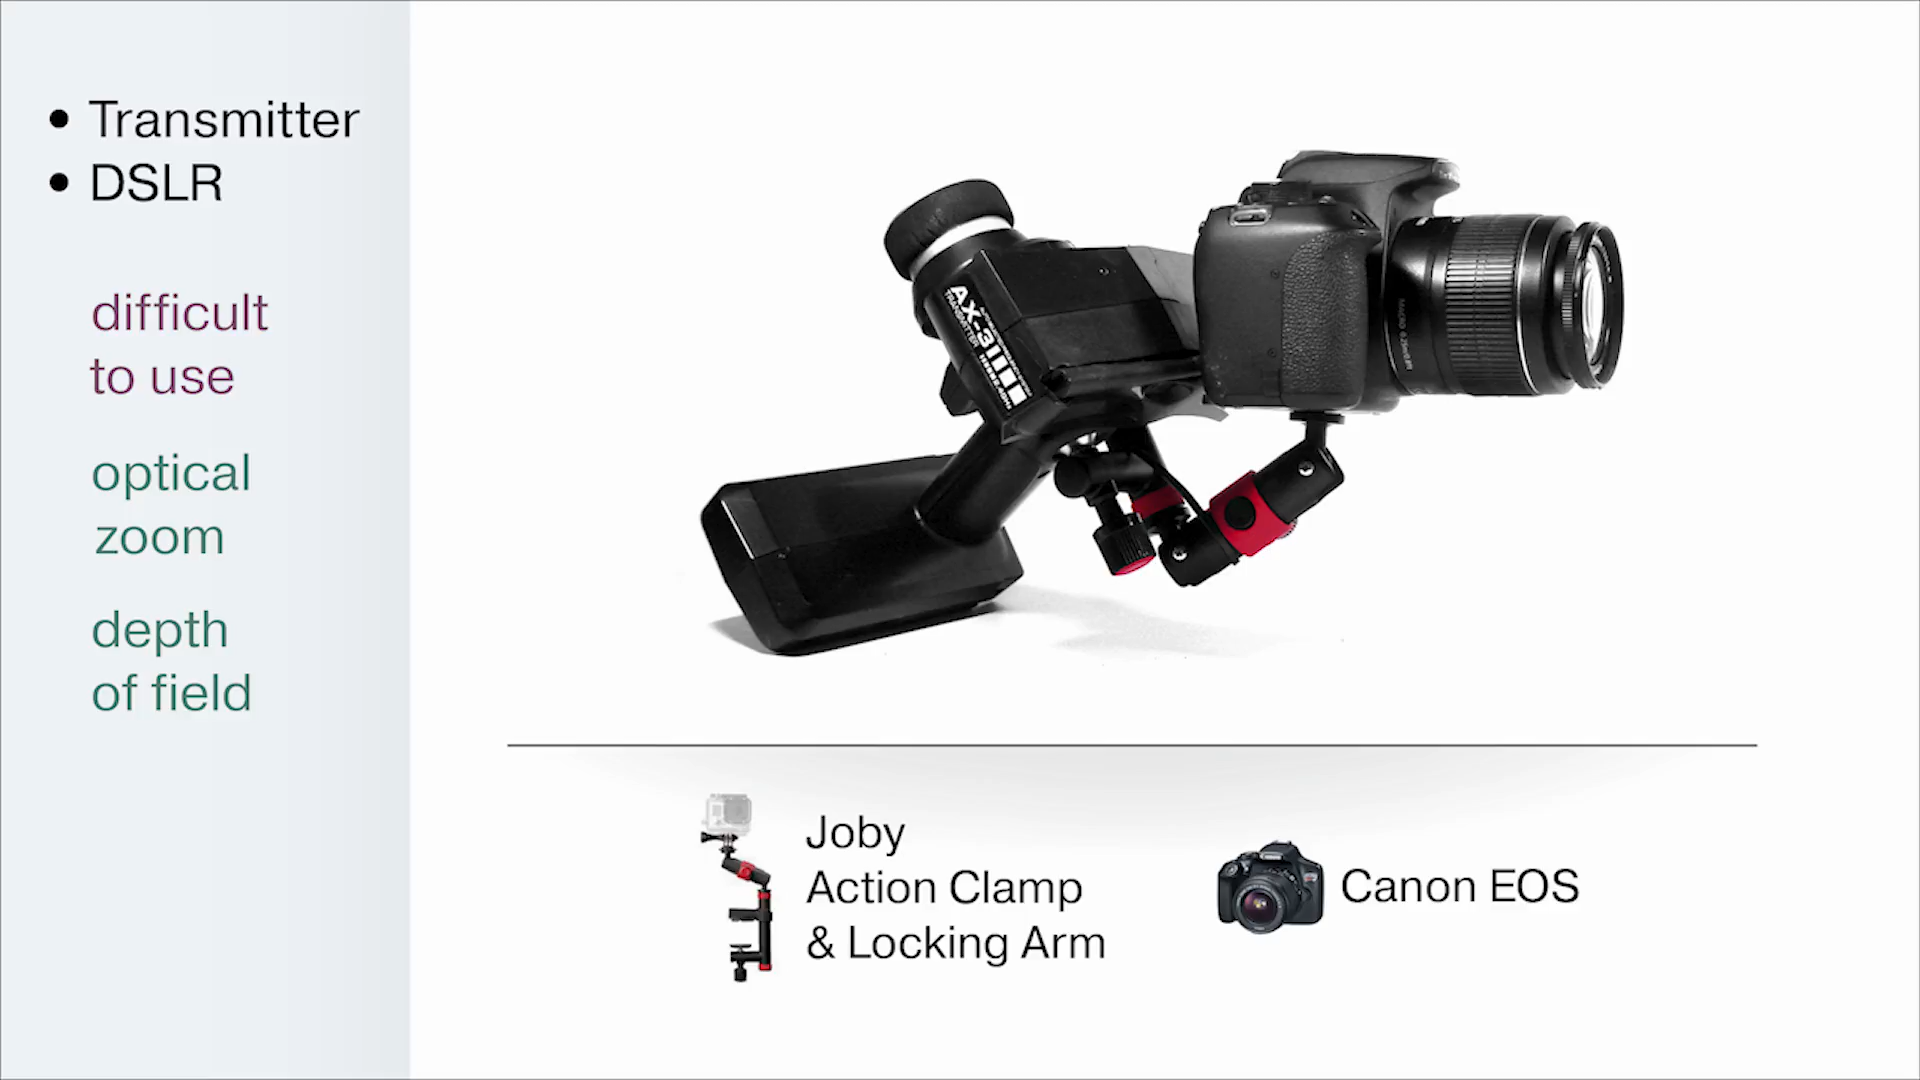 • Transmitter
• DSLR
difficult
to use
optical
zoom
depth
of field
AX-3
TRANSMITTER
Joby
Action Clamp
& Locking Arm
Canon EOS